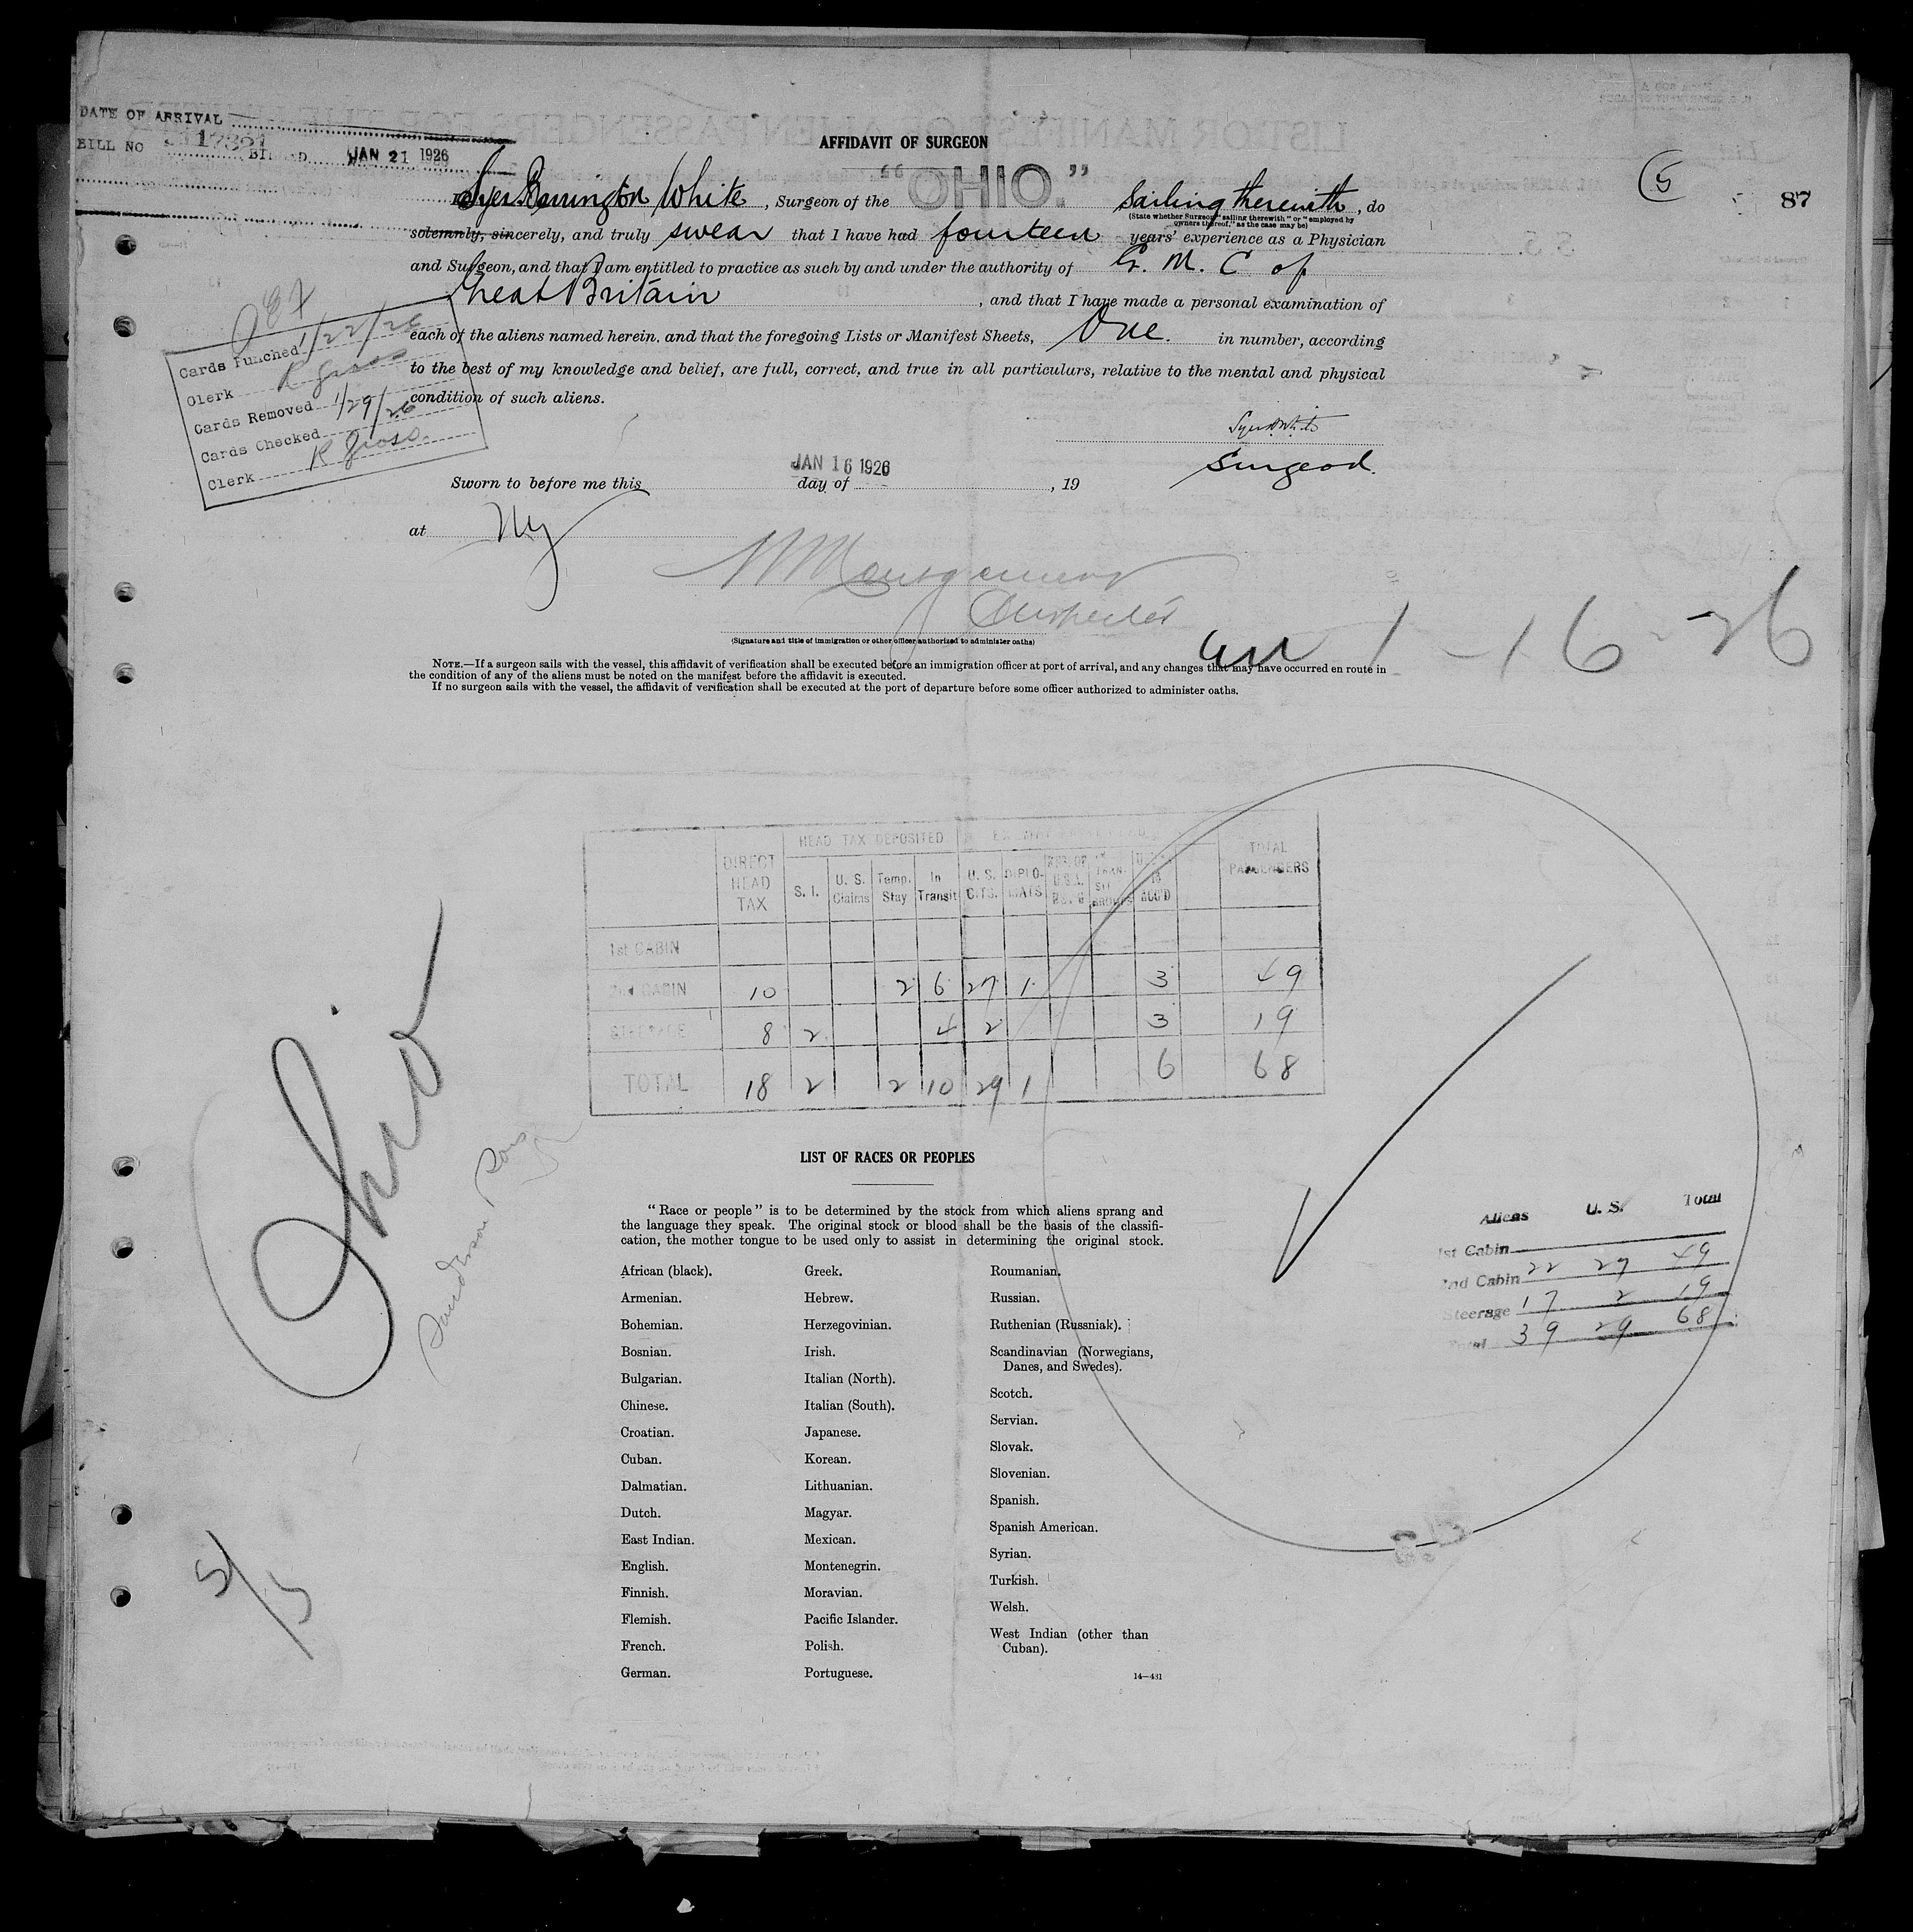 DATE OF ARRIVAL
BILL NO BILLED JAN 21 1926
AFFIDAVIT OF SURGEON
"OHIO."
5
87
I, White, Surgeon of the Sailing therewith, do
(State whether Surgeon "sailing therewith" or "employed by owners thereof," as the case may be)
solemnly, sincerely, and truly swear that I have had fourteen years' experience as a Physician
and Surgeon, and that I am entitled to practice as such by and under the authority of G. M. C of
Great Britain, and that I have made a personal examination of
each of the aliens named herein, and that the foregoing Lists or Manifest Sheets, One. in number, according
to the best of my knowledge and belief, are full, correct, and true in all particulars, relative to the mental and physical
condition of such aliens.
Cards Punched 1/22/26
Clerk R Gross
Cards Removed 1/29/26
Cards Checked
Clerk R Gross.
Surgeon.
JAN 16 1926
Sworn to before me this day of , 19
at Ny
Montgomery
Inspector
(Signature and title of immigration or other officer authorized to administer oaths)
1-16-26
NOTE.—If a surgeon sails with the vessel, this affidavit of verification shall be executed before an immigration officer at port of arrival, and any changes that may have occurred en route in
the condition of any of the aliens must be noted on the manifest before the affidavit is executed.
If no surgeon sails with the vessel, the affidavit of verification shall be executed at the port of departure before some officer authorized to administer oaths.
HEAD TAX DEPOSITED
DIRECT HEAD TAX S. I. U. S. Claims Temp. Stay In Transit U. S. CITS. DIPLOMATS TOTAL PASSENGERS
1st CABIN
2nd CABIN 10 2 6 27 1 3 49
STEERAGE 8 2 4 2 3 19
TOTAL 18 2 2 10 29 1 6 68
Ohio
LIST OF RACES OR PEOPLES
"Race or people" is to be determined by the stock from which aliens sprang and
the language they speak. The original stock or blood shall be the basis of the classifi-
cation, the mother tongue to be used only to assist in determining the original stock.
Aliens U. S. Total
1st Cabin
2nd Cabin 22 27 49
Steerage 17 2 19
Total 39 29 68
African (black).
Armenian.
Bohemian.
Bosnian.
Bulgarian.
Chinese.
Croatian.
Cuban.
Dalmatian.
Dutch.
East Indian.
English.
Finnish.
Flemish.
French.
German.
Greek.
Hebrew.
Herzegovinian.
Irish.
Italian (North).
Italian (South).
Japanese.
Korean.
Lithuanian.
Magyar.
Mexican.
Montenegrin.
Moravian.
Pacific Islander.
Polish.
Portuguese.
Roumanian.
Russian.
Ruthenian (Russniak).
Scandinavian (Norwegians,
Danes, and Swedes).
Scotch.
Servian.
Slovak.
Slovenian.
Spanish.
Spanish American.
Syrian.
Turkish.
Welsh.
West Indian (other than
Cuban).
14—431